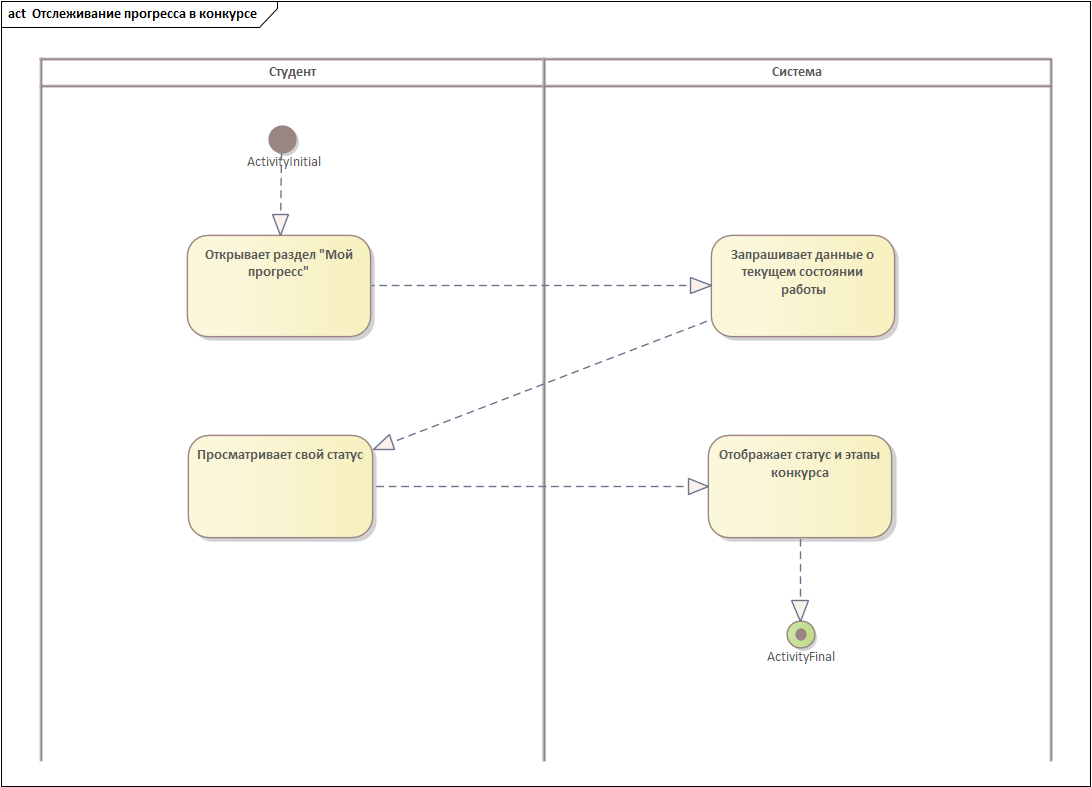 act Отслеживание прогресса в конкурсе
Студент
Система
ActivityInitial
Открывает раздел "Мой
прогресс"
Запрашивает данные о
текущем состоянии
работы
Просматривает свой статус
Отображает статус и этапы
конкурса
ActivityFinal